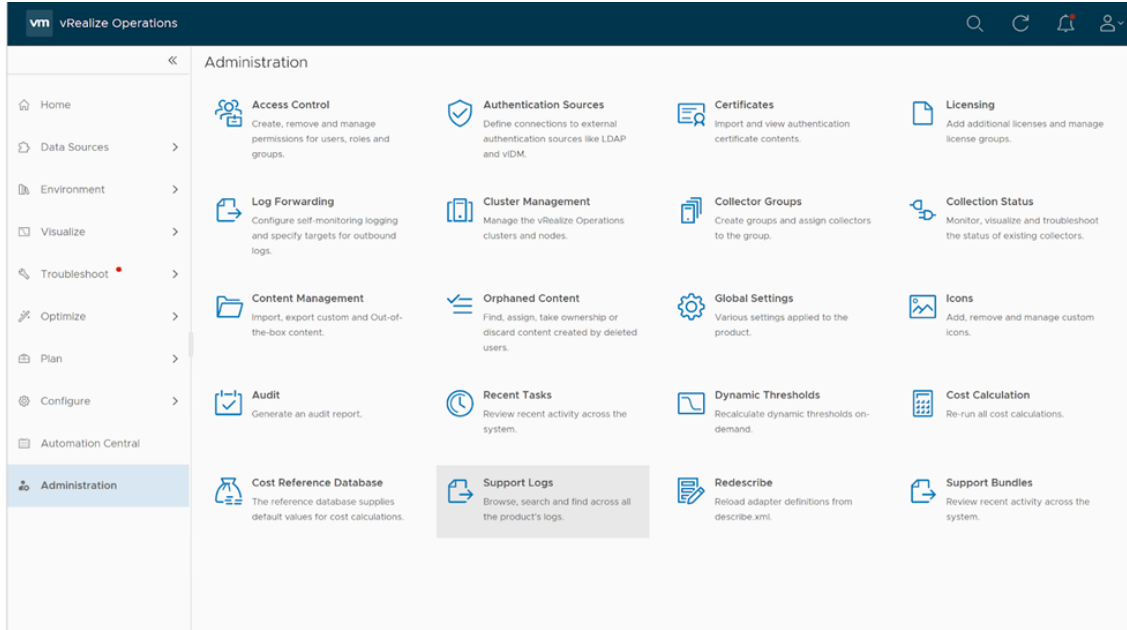 vm vRealize Operations
Administration
Home
Data Sources
Environment
Visualize
Troubleshoot
Optimize
Plan
Configure
Automation Central
Administration
Access Control
Create, remove and manage
permissions for users, roles and
groups.
Authentication Sources
Define connections to external
authentication sources like LDAP
and vIDM.
Certificates
Import and view authentication
certificate contents.
Licensing
Add additional licenses and manage
license groups.
Log Forwarding
Configure self-monitoring logging
and specify targets for outbound
logs.
Cluster Management
Manage the vRealize Operations
clusters and nodes.
Collector Groups
Create groups and assign collectors
to the group.
Collection Status
Monitor, visualize and troubleshoot
the status of existing collectors.
Content Management
Import, export custom and Out-of-
the-box content.
Orphaned Content
Find, assign, take ownership or
discard content created by deleted
users.
Global Settings
Various settings applied to the
product.
Icons
Add, remove and manage custom
icons.
Audit
Generate an audit report.
Recent Tasks
Review recent activity across the
system.
Dynamic Thresholds
Recalculate dynamic thresholds on-
demand.
Cost Calculation
Re-run all cost calculations.
Cost Reference Database
The reference database supplies
default values for cost calculations.
Support Logs
Browse, search and find across all
the product's logs.
Redescribe
Reload adapter definitions from
describe.xml.
Support Bundles
Review recent activity across the
system.